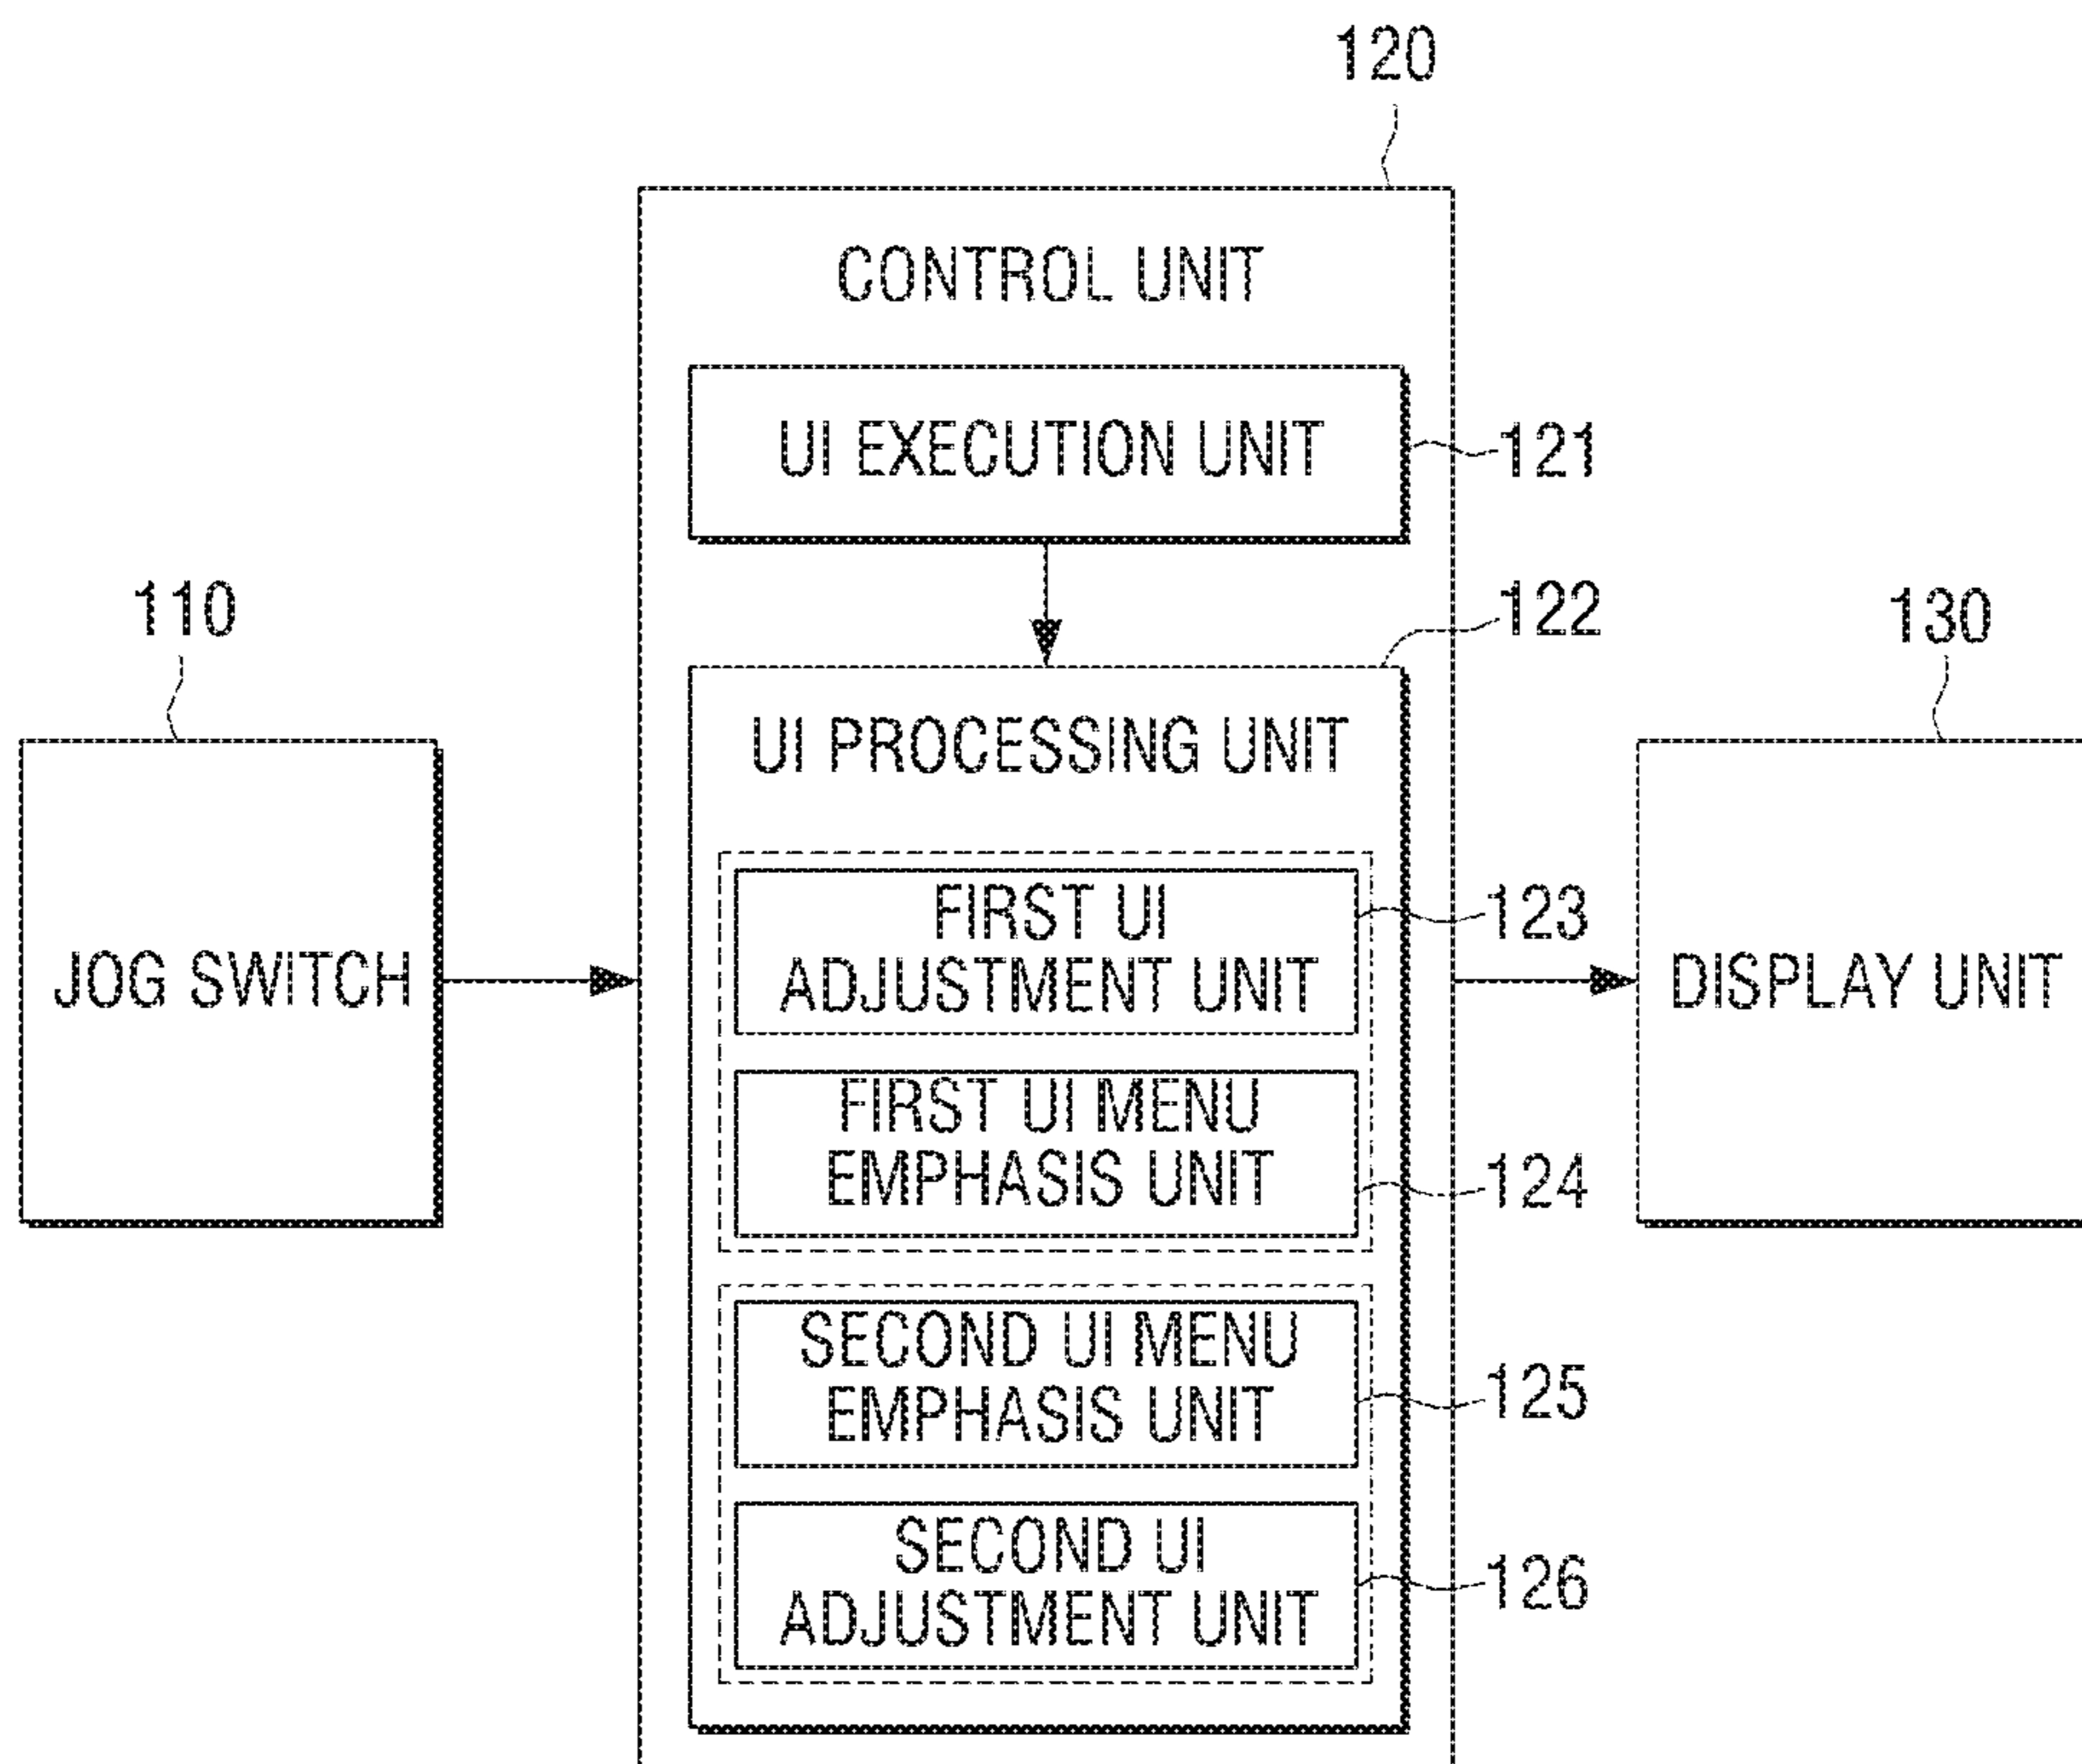 120
CONTROL UNIT
UI EXECUTION UNIT
121
110
122
130
UI PROCESSING UNIT
JOG SWITCH
FIRST UI
ADJUSTMENT UNIT
123
DISPLAY UNIT
FIRST UI MENU
EMPHASIS UNIT
124
SECOND UI MENU
EMPHASIS UNIT
125
SECOND UI
ADJUSTMENT UNIT
126